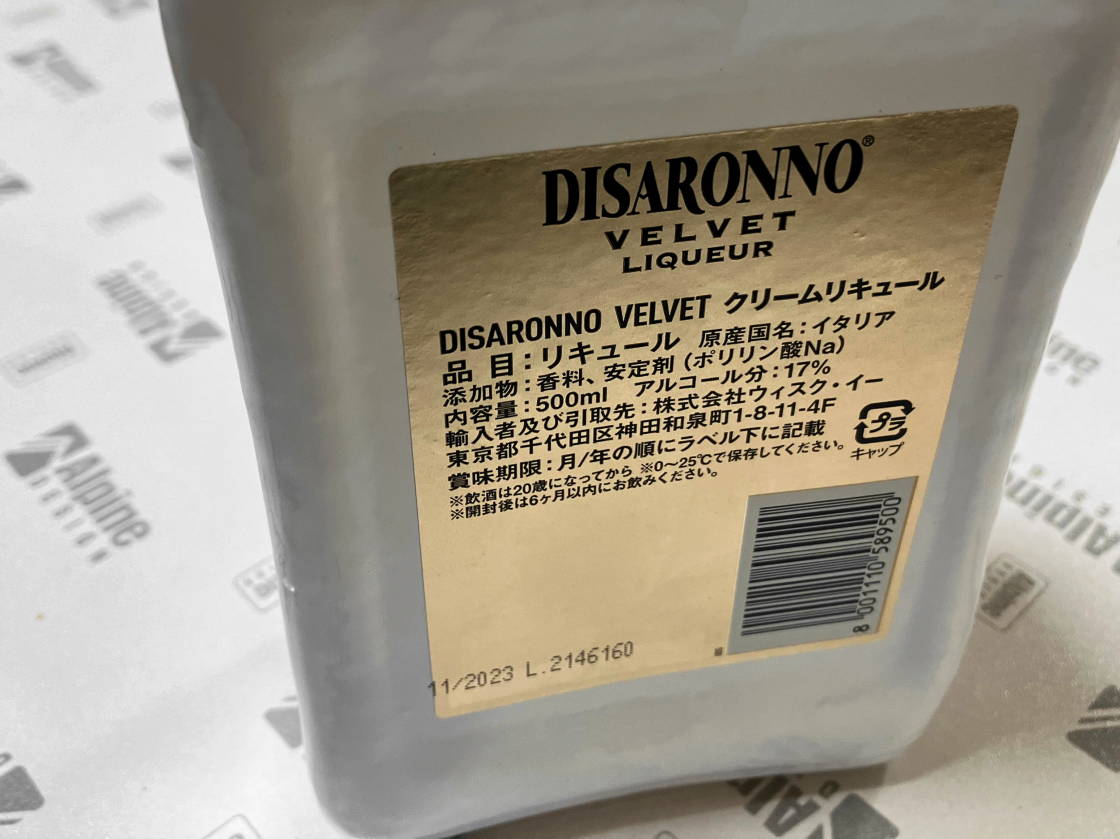 DISARONNO®
VELVET
LIQUEUR
DISARONNO VELVET クリームリキュール
品 目:リキュール 原産国名:イタリア
添加物:香料、安定剤 (ポリリン酸Na)
内容量:500ml アルコール分:17%
輸入者及び引取先:株式会社ウィスク・イー
東京都千代田区神田和泉町1-8-11-4F
賞味期限:月/年の順にラベル下に記載
※飲酒は20歳になってから ※0〜25℃で保存してください。
※開封後は6ヶ月以内にお飲みください。
プラ
キャップ
8 001110 589500
11/2023 L.2146160
Alpine
DESIGN
Alpine
Alpine